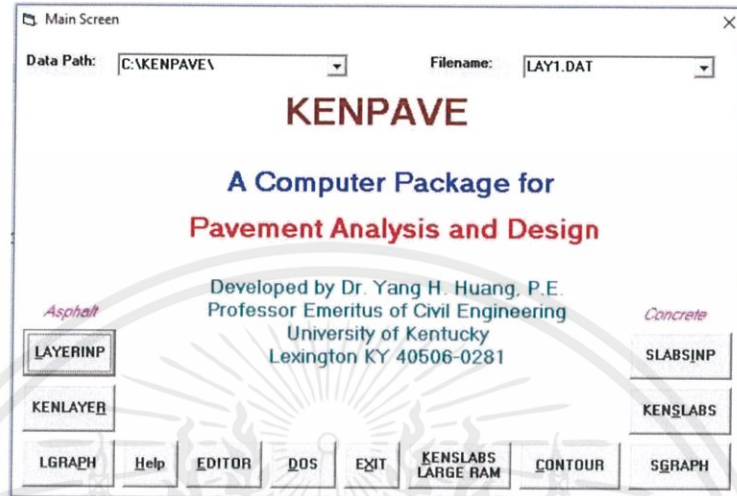 Main Screen
Data Path: C:\KENPAVE\ Filename: LAY1.DAT
KENPAVE
A Computer Package for
Pavement Analysis and Design
Developed by Dr. Yang H. Huang, P.E.
Professor Emeritus of Civil Engineering
University of Kentucky
Lexington KY 40506-0281
Asphalt
LAYERINP
KENLAYER
Concrete
SLABSINP
KENSLABS
LGRAPH Help EDITOR DOS EXIT KENSLABS LARGE RAM CONTOUR SGRAPH